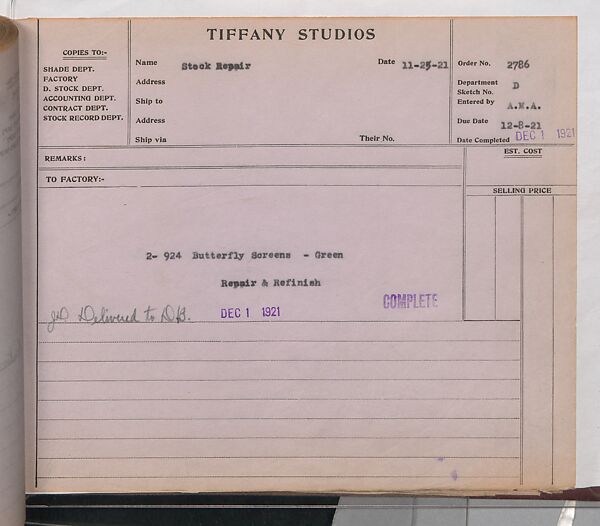 TIFFANY STUDIOS
COPIES TO:-
SHADE DEPT.
FACTORY
D. STOCK DEPT.
ACCOUNTING DEPT.
CONTRACT DEPT.
STOCK RECORD DEPT.
Name Stock Repair Date 11-25-21
Address
Ship to
Address
Ship via Their No.
Order No. 2786
Department D
Sketch No.
Entered by A.M.A.
Due Date 12-8-21
Date Completed DEC 1 1921
REMARKS:
EST. COST
TO FACTORY:-
SELLING PRICE
2- 924 Butterfly Screens - Green
Repair & Refinish
Delivered to DB. DEC 1 1921 COMPLETE